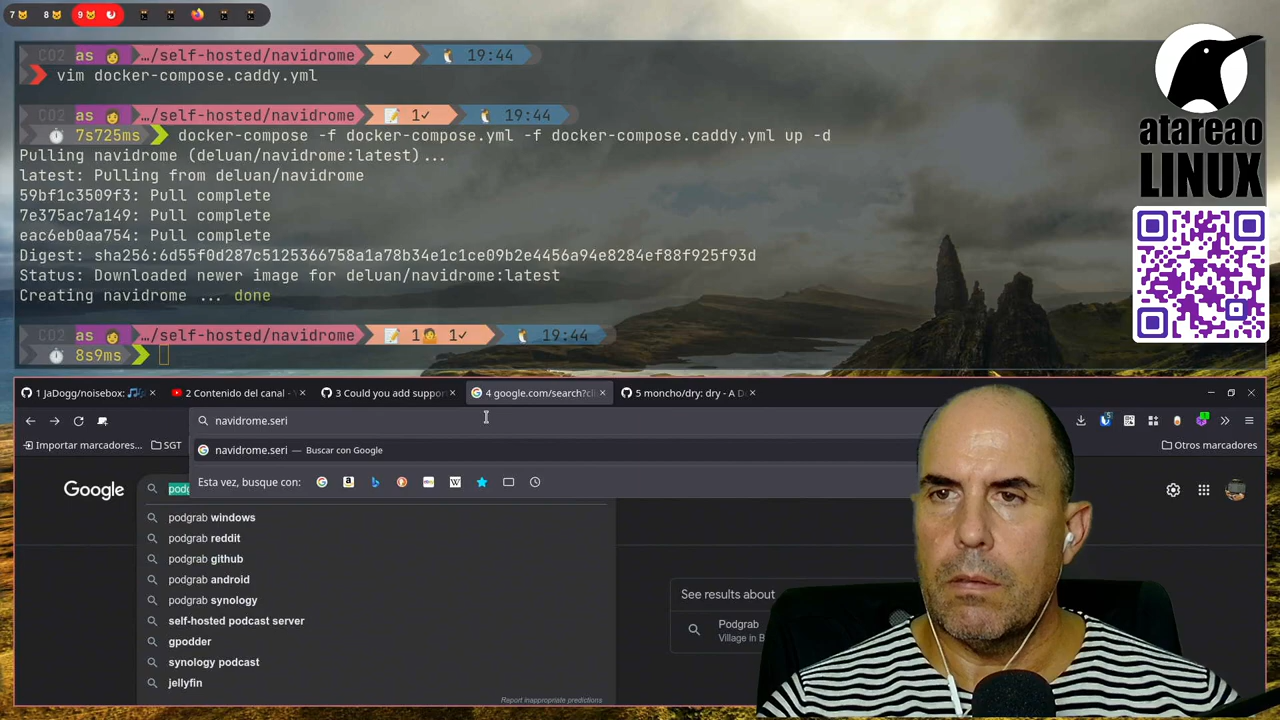 7 8 9
CO2 as …/self-hosted/navidrome ✓ 19:44
vim docker-compose.caddy.yml
CO2 as …/self-hosted/navidrome 1✓ 19:44
7s725ms docker-compose -f docker-compose.yml -f docker-compose.caddy.yml up -d
Pulling navidrome (deluan/navidrome:latest)...
latest: Pulling from deluan/navidrome
59bf1c3509f3: Pull complete
7e375ac7a149: Pull complete
eac6eb0aa754: Pull complete
Digest: sha256:6d55f0d287c5125366758a1a78b34e1c1ce09b2e4456a94e8284ef88f925f93d
Status: Downloaded newer image for deluan/navidrome:latest
Creating navidrome ... done
CO2 as …/self-hosted/navidrome 1 1✓ 19:44
8s9ms
atareao
LINUX
1 JaDogg/noisebox: 2 Contenido del canal - 3 Could you add suppor 4 google.com/search?cli 5 moncho/dry: dry - A D
navidrome.seri
Importar marcadores... SGT Otros marcadores
navidrome.seri — Buscar con Google
Esta vez, busque con:
Google podg
podgrab windows
podgrab reddit
podgrab github
podgrab android
podgrab synology
self-hosted podcast server
gpodder
synology podcast
jellyfin
Report inappropriate predictions
See results about
Podgrab
Village in B